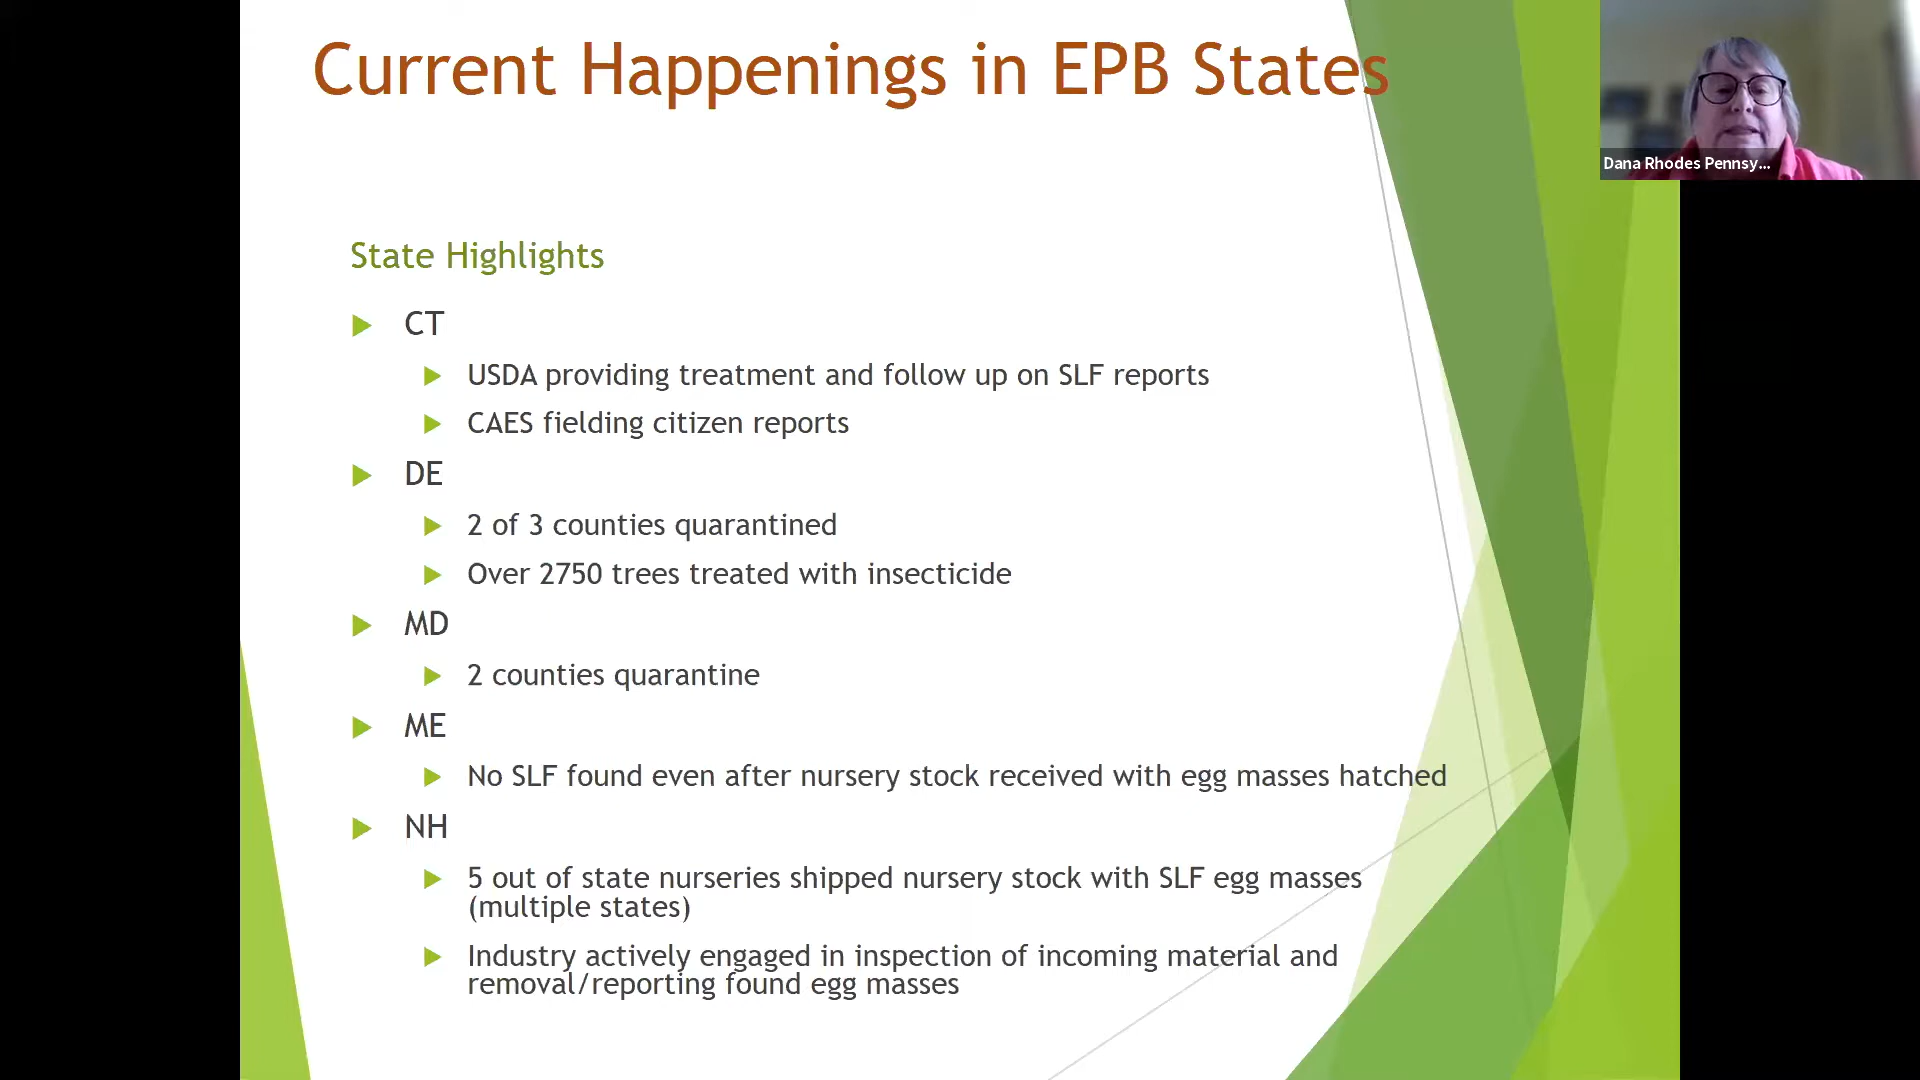 Current Happenings in EPB States
Dana Rhodes Pennsy...
State Highlights
CT
USDA providing treatment and follow up on SLF reports
CAES fielding citizen reports
DE
2 of 3 counties quarantined
Over 2750 trees treated with insecticide
MD
2 counties quarantine
ME
No SLF found even after nursery stock received with egg masses hatched
NH
5 out of state nurseries shipped nursery stock with SLF egg masses
(multiple states)
Industry actively engaged in inspection of incoming material and
removal/reporting found egg masses